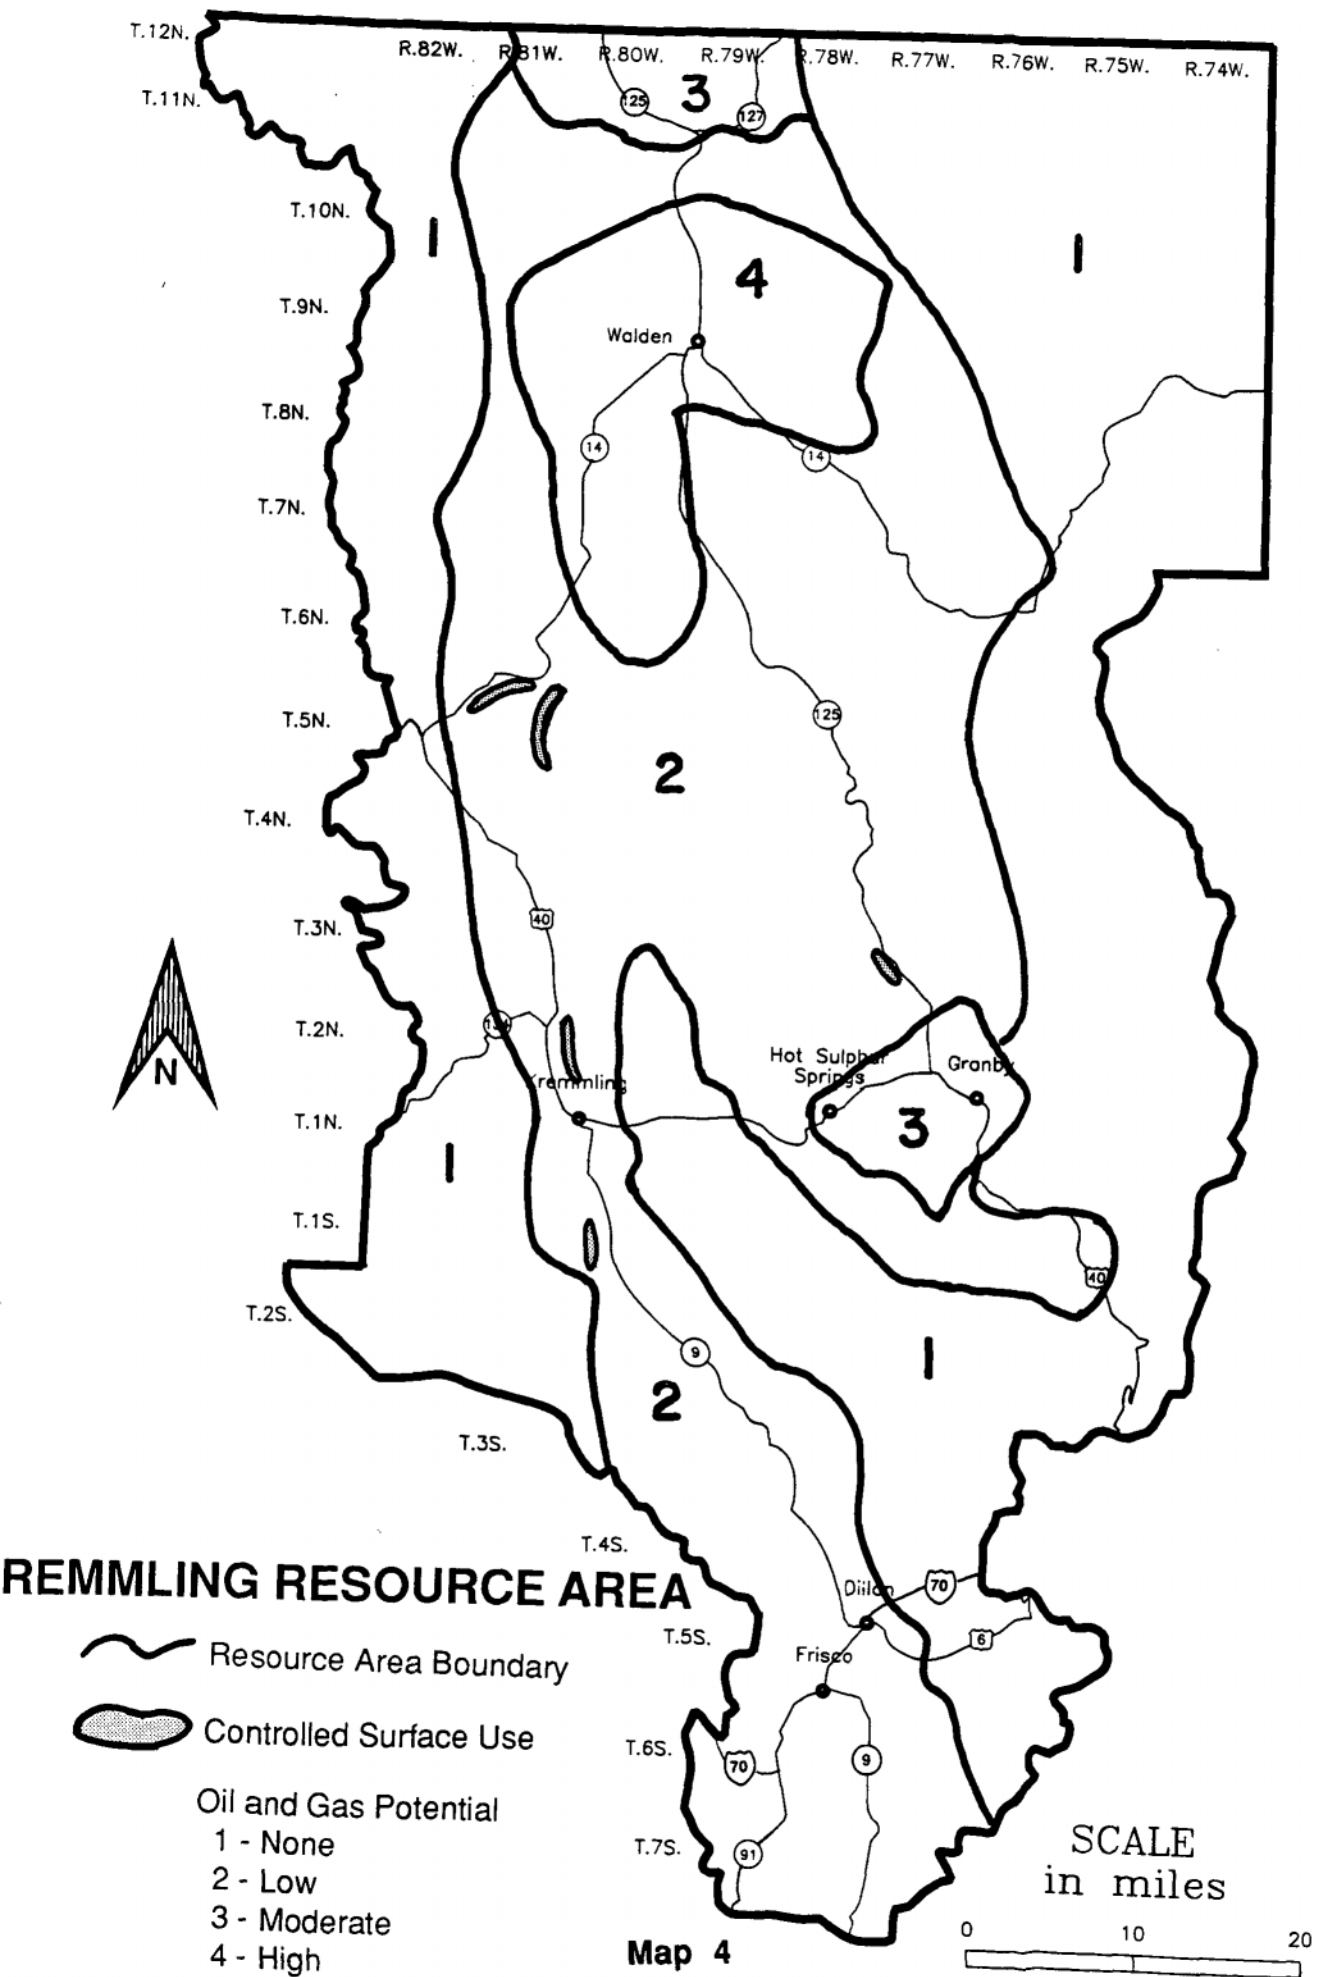 T.12N.
R.82W. R.81W. R.80W. R.79W. R.78W. R.77W. R.76W. R.75W. R.74W.
T.11N.
125
3
127
T.10N.
1
1
4
T.9N.
Walden
T.8N.
14
14
T.7N.
T.6N.
T.5N.
125
2
T.4N.
40
T.3N.
T.2N.
134
N
Hot Sulphur
Springs
Granby
Kremmling
T.1N.
3
1
T.1S.
40
T.2S.
9
1
2
T.3S.
T.4S.
REMMLING RESOURCE AREA
Dillon
70
T.5S.
6
Resource Area Boundary
Frisco
Controlled Surface Use
T.6S.
70
9
Oil and Gas Potential
1 - None
2 - Low
3 - Moderate
4 - High
T.7S.
91
SCALE
in miles
0 10 20
Map 4